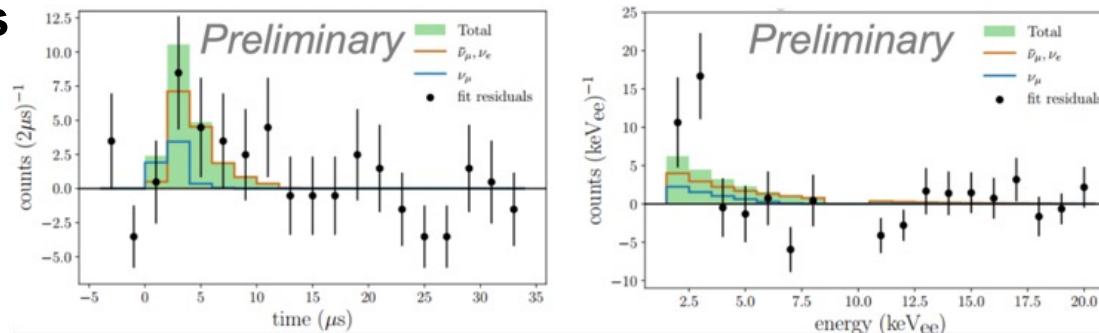 s
Preliminary
Total
ν̄μ, νe
νμ
fit residuals
counts (2μs)⁻¹
12.5
10.0
7.5
5.0
2.5
0.0
−2.5
−5.0
−5
0
5
10
15
20
25
30
35
time (μs)
Preliminary
Total
ν̄μ, νe
νμ
fit residuals
counts (keVee)⁻¹
25
20
15
10
5
0
−5
−10
2.5
5.0
7.5
10.0
12.5
15.0
17.5
20.0
energy (keVee)